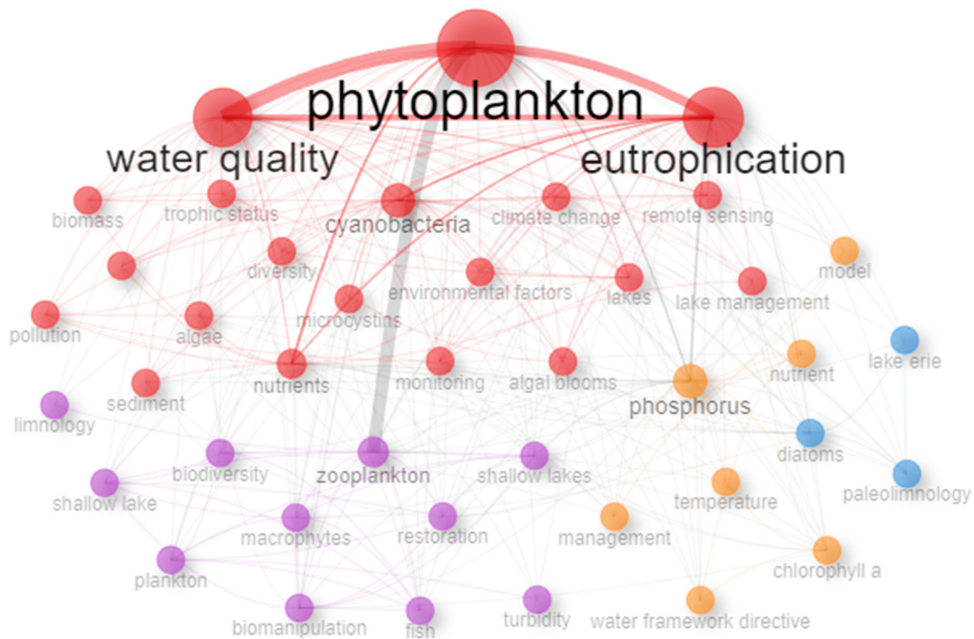 phytoplankton
water quality
eutrophication
biomass
trophic status
cyanobacteria
climate change
remote sensing
diversity
environmental factors
lakes
lake management
model
pollution
algae
microcystins
nutrients
monitoring
algal blooms
nutrient
lake erie
sediment
phosphorus
limnology
biodiversity
zooplankton
shallow lakes
diatoms
shallow lake
temperature
paleolimnology
macrophytes
restoration
management
plankton
chlorophyll a
biomanipulation
fish
turbidity
water framework directive